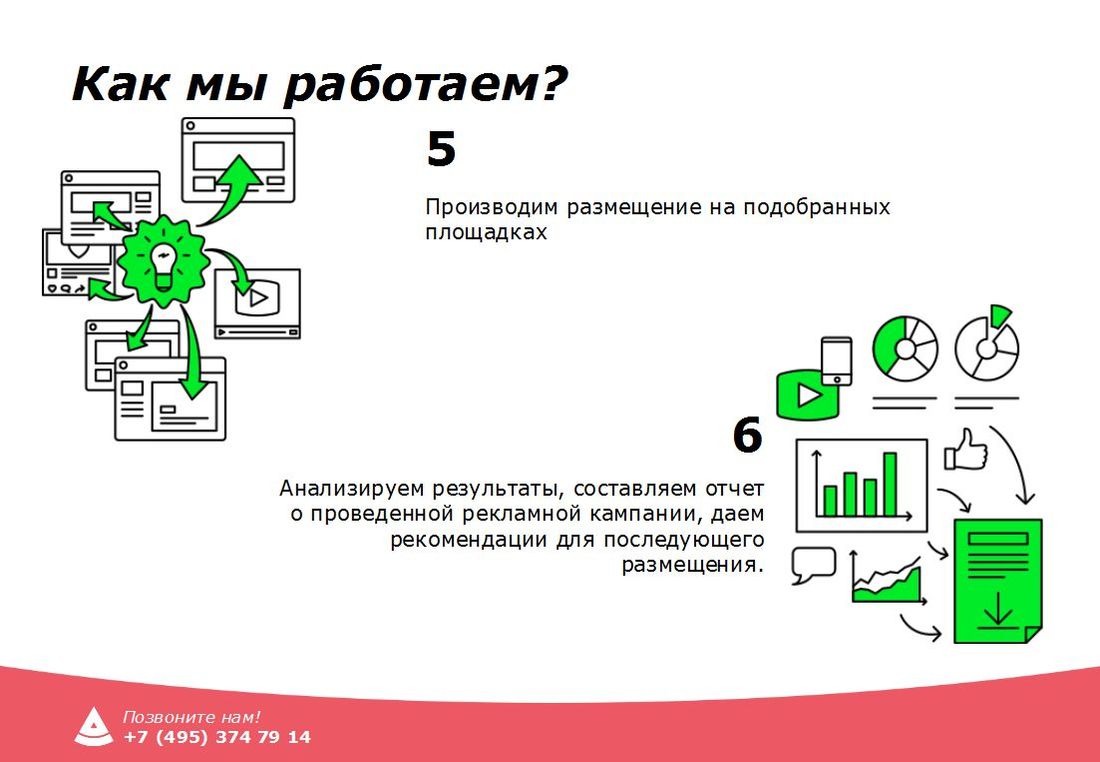 Как мы работаем?
5
Производим размещение на подобранных
площадках
6
Анализируем результаты, составляем отчет
о проведенной рекламной кампании, даем
рекомендации для последующего
размещения.
Позвоните нам!
+7 (495) 374 79 14